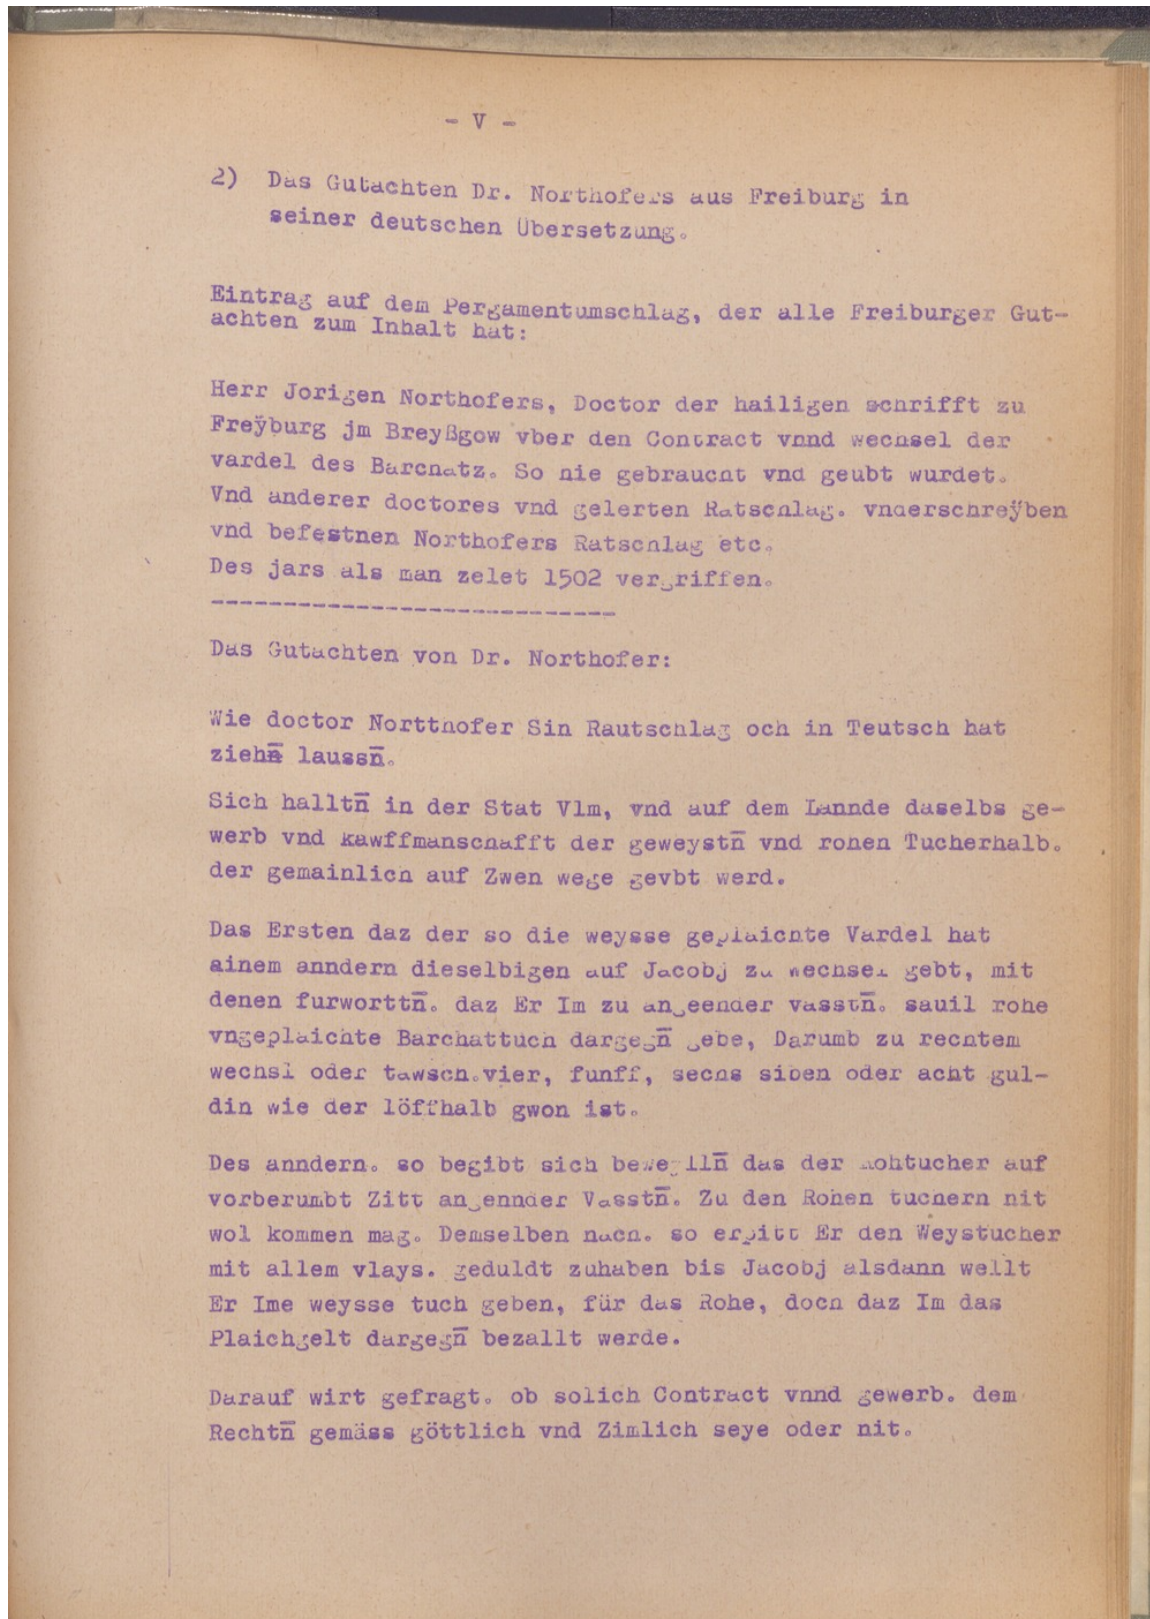 - V -
2) Das Gutachten Dr. Northofers aus Freiburg in
seiner deutschen Übersetzung.
Eintrag auf dem Pergamentumschlag, der alle Freiburger Gut-
achten zum Inhalt hat:
Herr Jorigen Northofers, Doctor der hailigen schrifft zu
Freÿburg jm Breyßgow vber den Contract vnnd wechsel der
vardel des Barchatz. So hie gebraucht vnd geubt wurdet.
Vnd anderer doctores vnd gelerten Ratschlag. vnderschreÿben
vnd befestnen Northofers Ratschlag etc.
Des jars als man zelet 1502 vergriffen.
----------------------------
Das Gutachten von Dr. Northofer:
Wie doctor Nortthofer Sin Rautschlag och in Teutsch hat
ziehn̄ laussn̄.
Sich halltn̄ in der Stat Vlm, vnd auf dem Lannde daselbs ge-
werb vnd kawffmanschafft der geweystn̄ vnd rohen Tucherhalb.
der gemainlich auf Zwen wege gevbt werd.
Das Ersten daz der so die weysse geplaichte Vardel hat
ainem anndern dieselbigen auf Jacobj zu wechsel gebt, mit
denen furworttn̄. daz Er Im zu angeender vasstn̄. sauil rohe
vngeplaichte Barchattuch dargegn̄ gebe, Darumb zu rechtem
wechsl oder tawsch.vier, funff, sechs siben oder acht gul-
din wie der löffhalb gwon ist.
Des anndern. so begibt sich beweylln̄ das der Rohtucher auf
vorberumbt Zitt angennder Vasstn̄. Zu den Rohen tuchern nit
wol kommen mag. Demselben nach. so erpitt Er den Weystucher
mit allem vlays. geduldt zuhaben bis Jacobj alsdann wellt
Er Ime weysse tuch geben, für das Rohe, doch daz Im das
Plaichgelt dargegn̄ bezallt werde.
Darauf wirt gefragt. ob solich Contract vnnd gewerb. dem
Rechtn̄ gemäss göttlich vnd Zimlich seye oder nit.